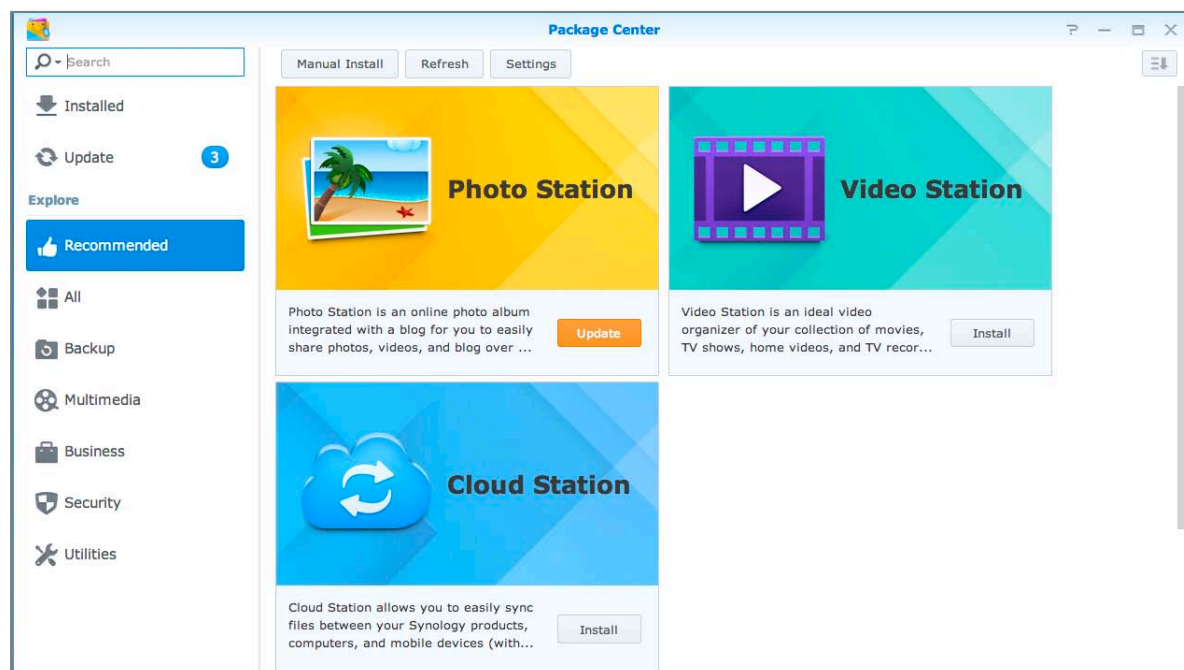 Package Center
Search
Manual Install
Refresh
Settings
Installed
Update
3
Explore
Recommended
All
Backup
Multimedia
Business
Security
Utilities
Photo Station
Photo Station is an online photo album
integrated with a blog for you to easily
share photos, videos, and blog over ...
Update
Video Station
Video Station is an ideal video
organizer of your collection of movies,
TV shows, home videos, and TV recor...
Install
Cloud Station
Cloud Station allows you to easily sync
files between your Synology products,
computers, and mobile devices (with...
Install